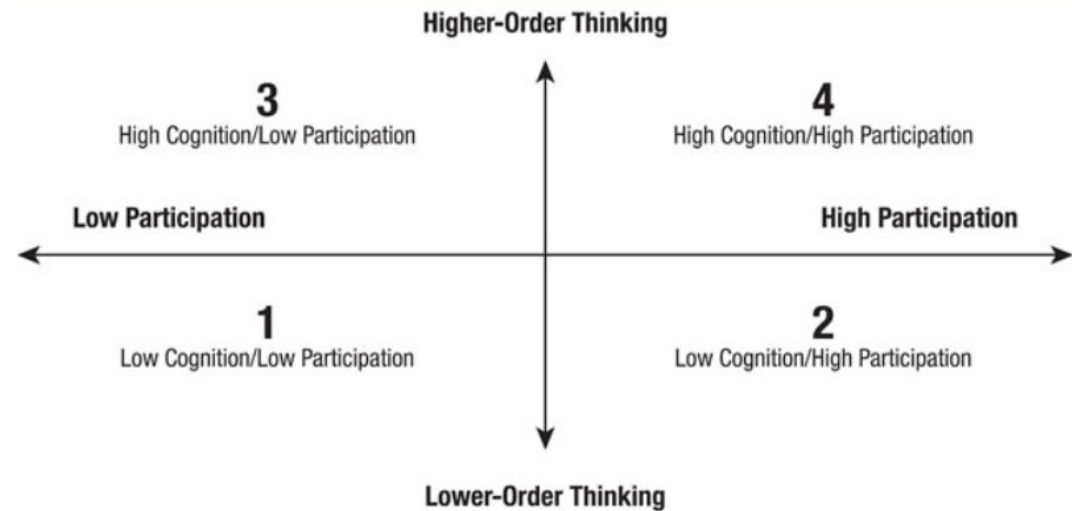 Higher-Order Thinking
3
High Cognition/Low Participation
4
High Cognition/High Participation
Low Participation
High Participation
1
Low Cognition/Low Participation
2
Low Cognition/High Participation
Lower-Order Thinking